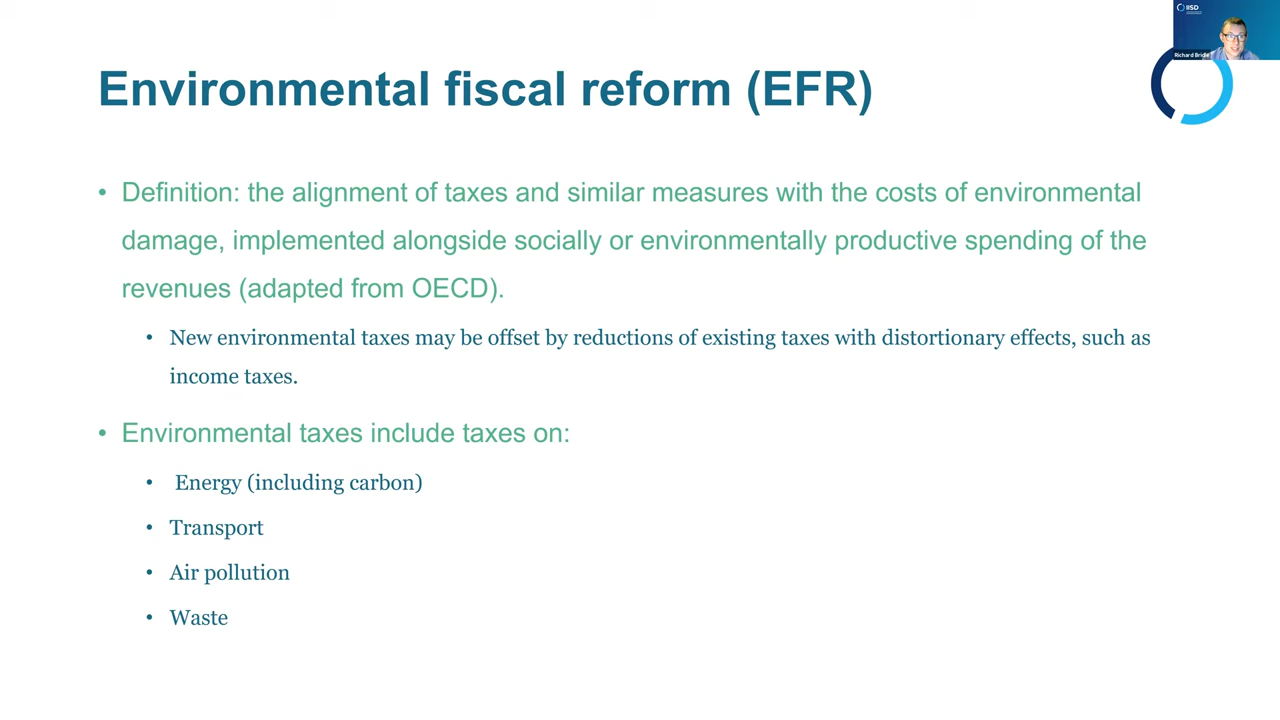 IISD
Richard Bridle
Environmental fiscal reform (EFR)
• Definition: the alignment of taxes and similar measures with the costs of environmental
damage, implemented alongside socially or environmentally productive spending of the
revenues (adapted from OECD).
• New environmental taxes may be offset by reductions of existing taxes with distortionary effects, such as
income taxes.
• Environmental taxes include taxes on:
• Energy (including carbon)
• Transport
• Air pollution
• Waste